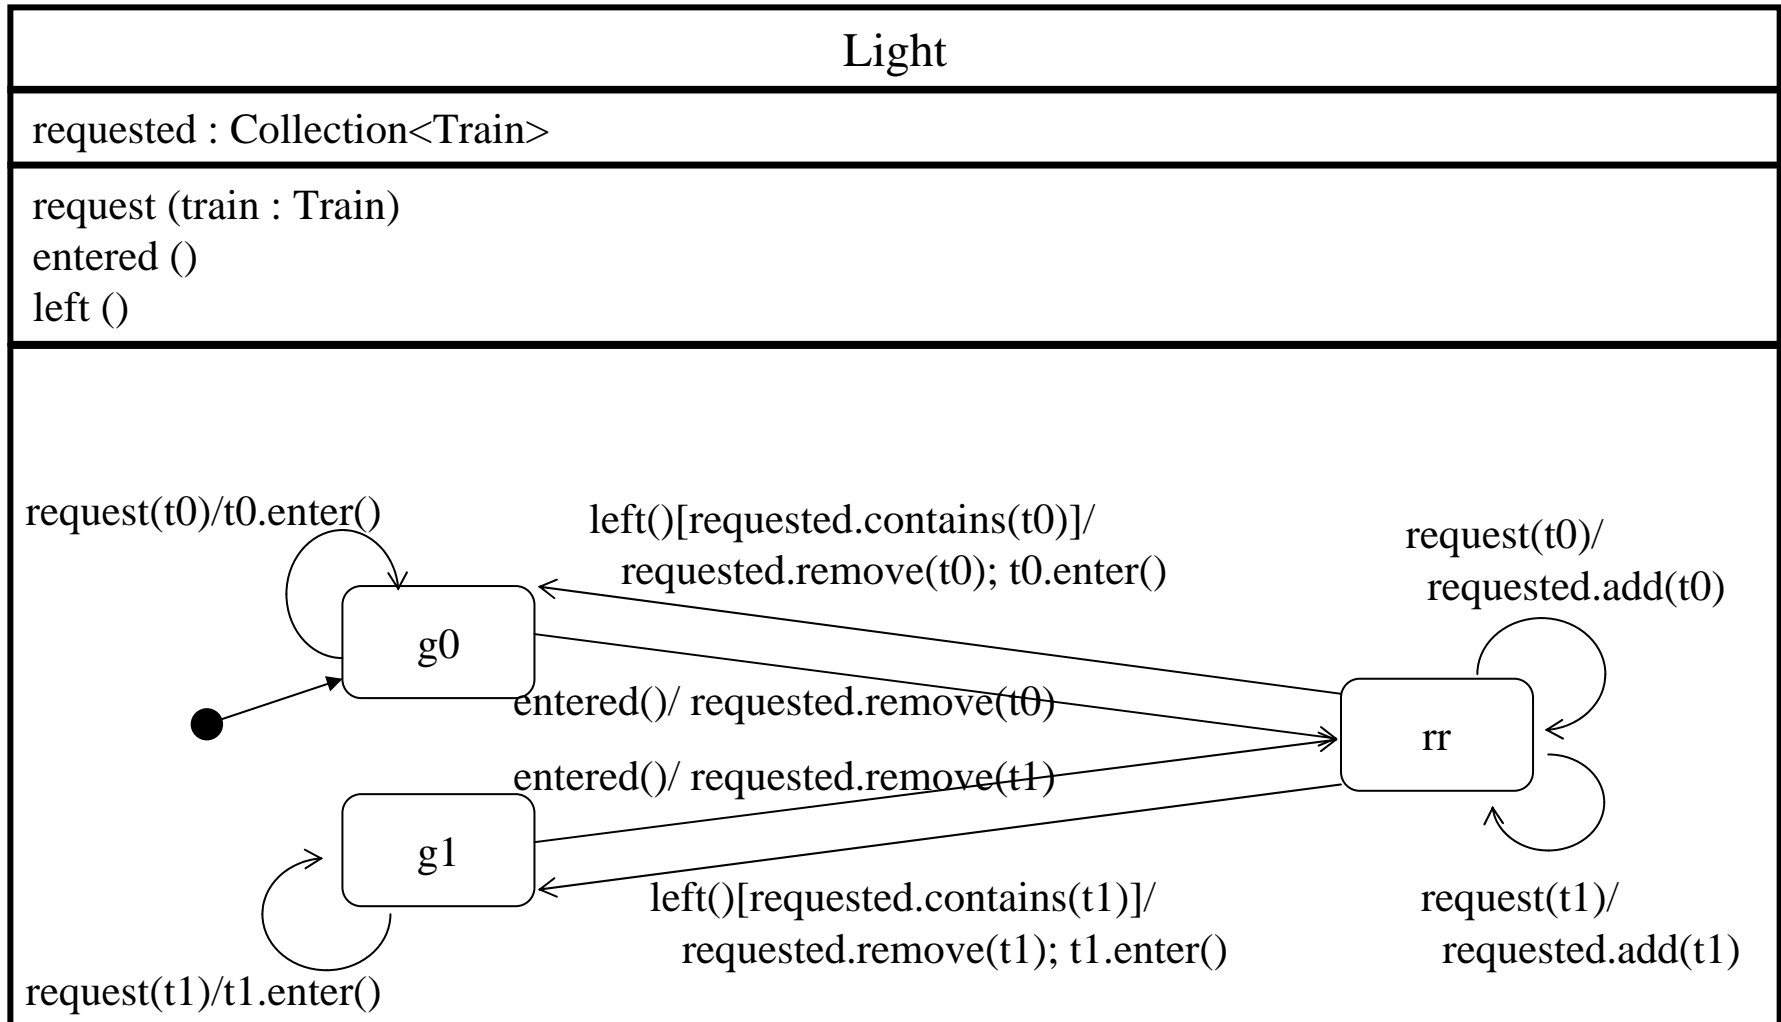 Light
requested : Collection<Train>
request (train : Train)
entered ()
left ()
request(t0)/t0.enter()
left()[requested.contains(t0)]/
requested.remove(t0); t0.enter()
request(t0)/
requested.add(t0)
g0
entered()/ requested.remove(t0)
rr
entered()/ requested.remove(t1)
g1
left()[requested.contains(t1)]/
requested.remove(t1); t1.enter()
request(t1)/
requested.add(t1)
request(t1)/t1.enter()